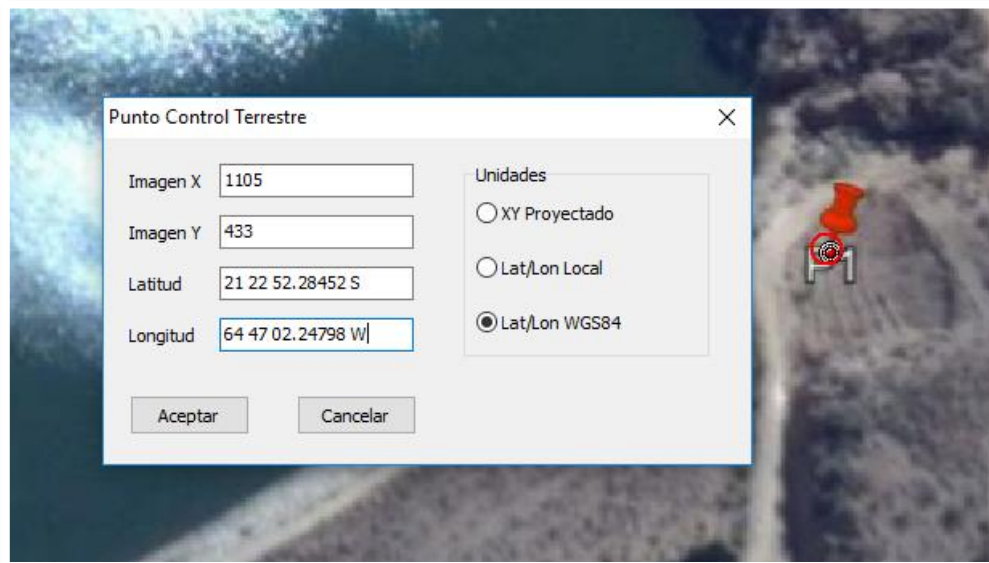 Punto Control Terrestre
Imagen X 1105
Imagen Y 433
Latitud 21 22 52.28452 S
Longitud 64 47 02.24798 W
Unidades
XY Proyectado
Lat/Lon Local
Lat/Lon WGS84
Aceptar Cancelar
P1